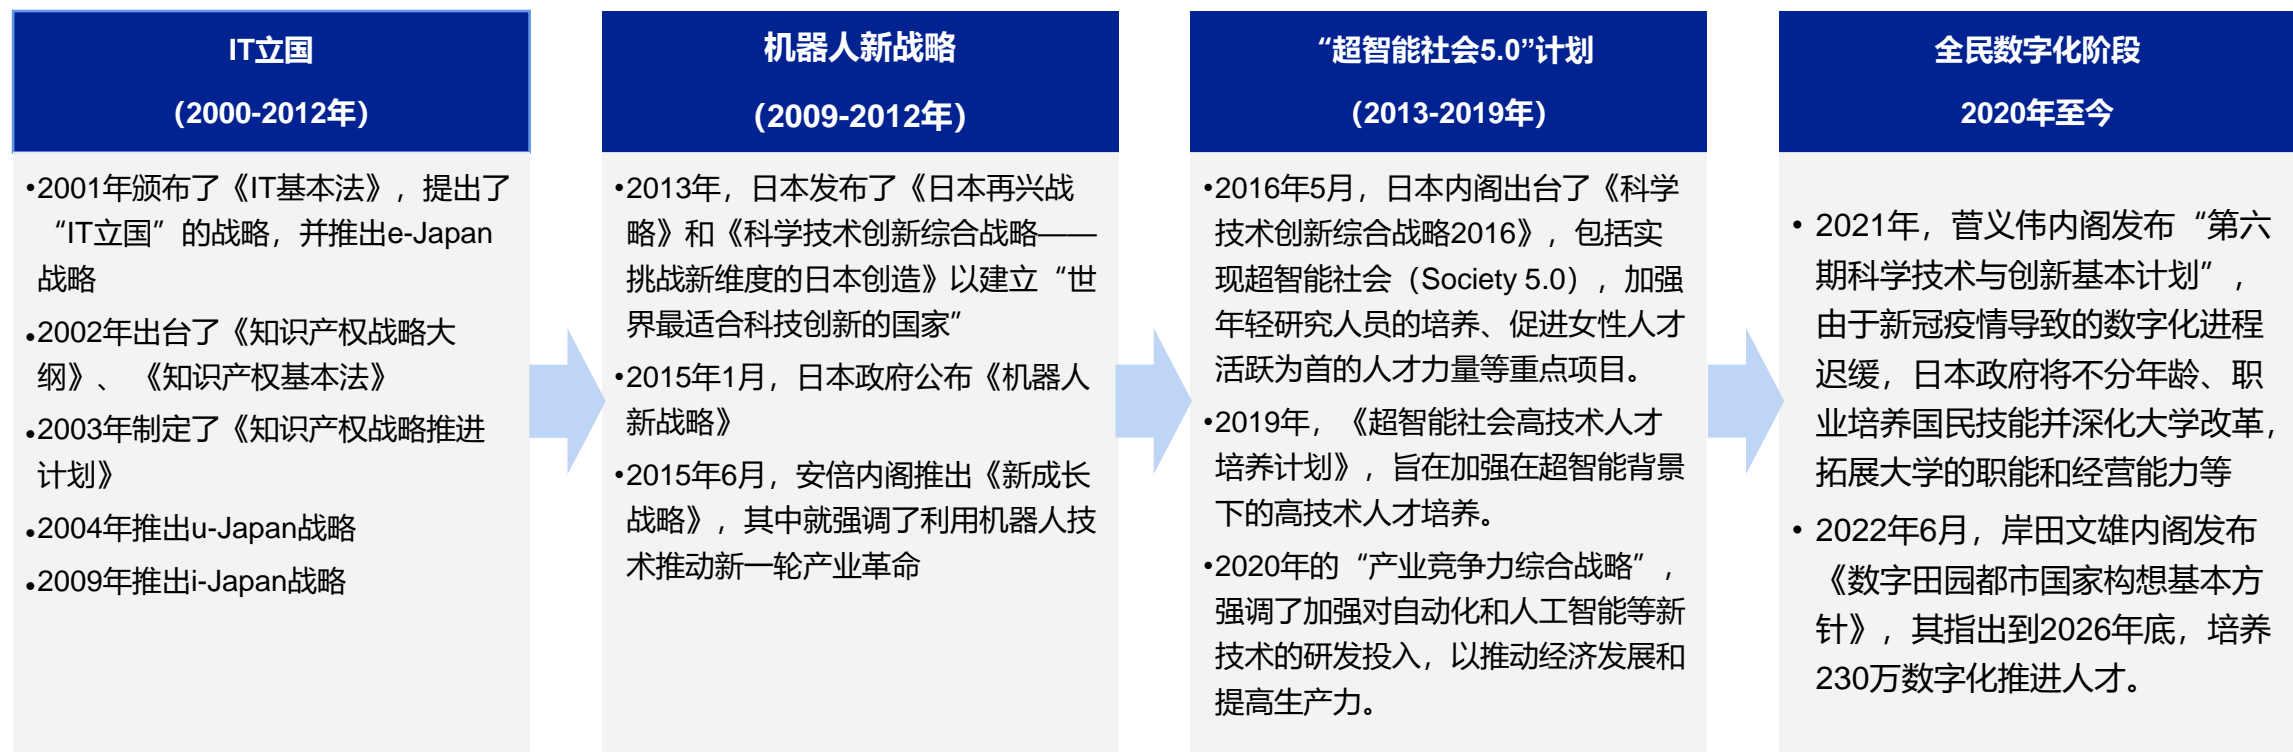 IT立国
（2000-2012年）
•2001年颁布了《IT基本法》，提出了
“IT立国”的战略，并推出e-Japan
战略
•2002年出台了《知识产权战略大
纲》、《知识产权基本法》
•2003年制定了《知识产权战略推进
计划》
•2004年推出u-Japan战略
•2009年推出i-Japan战略
机器人新战略
（2009-2012年）
•2013年，日本发布了《日本再兴战
略》和《科学技术创新综合战略——
挑战新维度的日本创造》以建立“世
界最适合科技创新的国家”
•2015年1月，日本政府公布《机器人
新战略》
•2015年6月，安倍内阁推出《新成长
战略》，其中就强调了利用机器人技
术推动新一轮产业革命
“超智能社会5.0”计划
（2013-2019年）
•2016年5月，日本内阁出台了《科学
技术创新综合战略2016》，包括实
现超智能社会（Society 5.0），加强
年轻研究人员的培养、促进女性人才
活跃为首的人才力量等重点项目。
•2019年，《超智能社会高技术人才
培养计划》，旨在加强在超智能背景
下的高技术人才培养。
•2020年的“产业竞争力综合战略”，
强调了加强对自动化和人工智能等新
技术的研发投入，以推动经济发展和
提高生产力。
全民数字化阶段
2020年至今
• 2021年，菅义伟内阁发布“第六
期科学技术与创新基本计划”，
由于新冠疫情导致的数字化进程
迟缓，日本政府将不分年龄、职
业培养国民技能并深化大学改革，
拓展大学的职能和经营能力等
• 2022年6月，岸田文雄内阁发布
《数字田园都市国家构想基本方
针》，其指出到2026年底，培养
230万数字化推进人才。